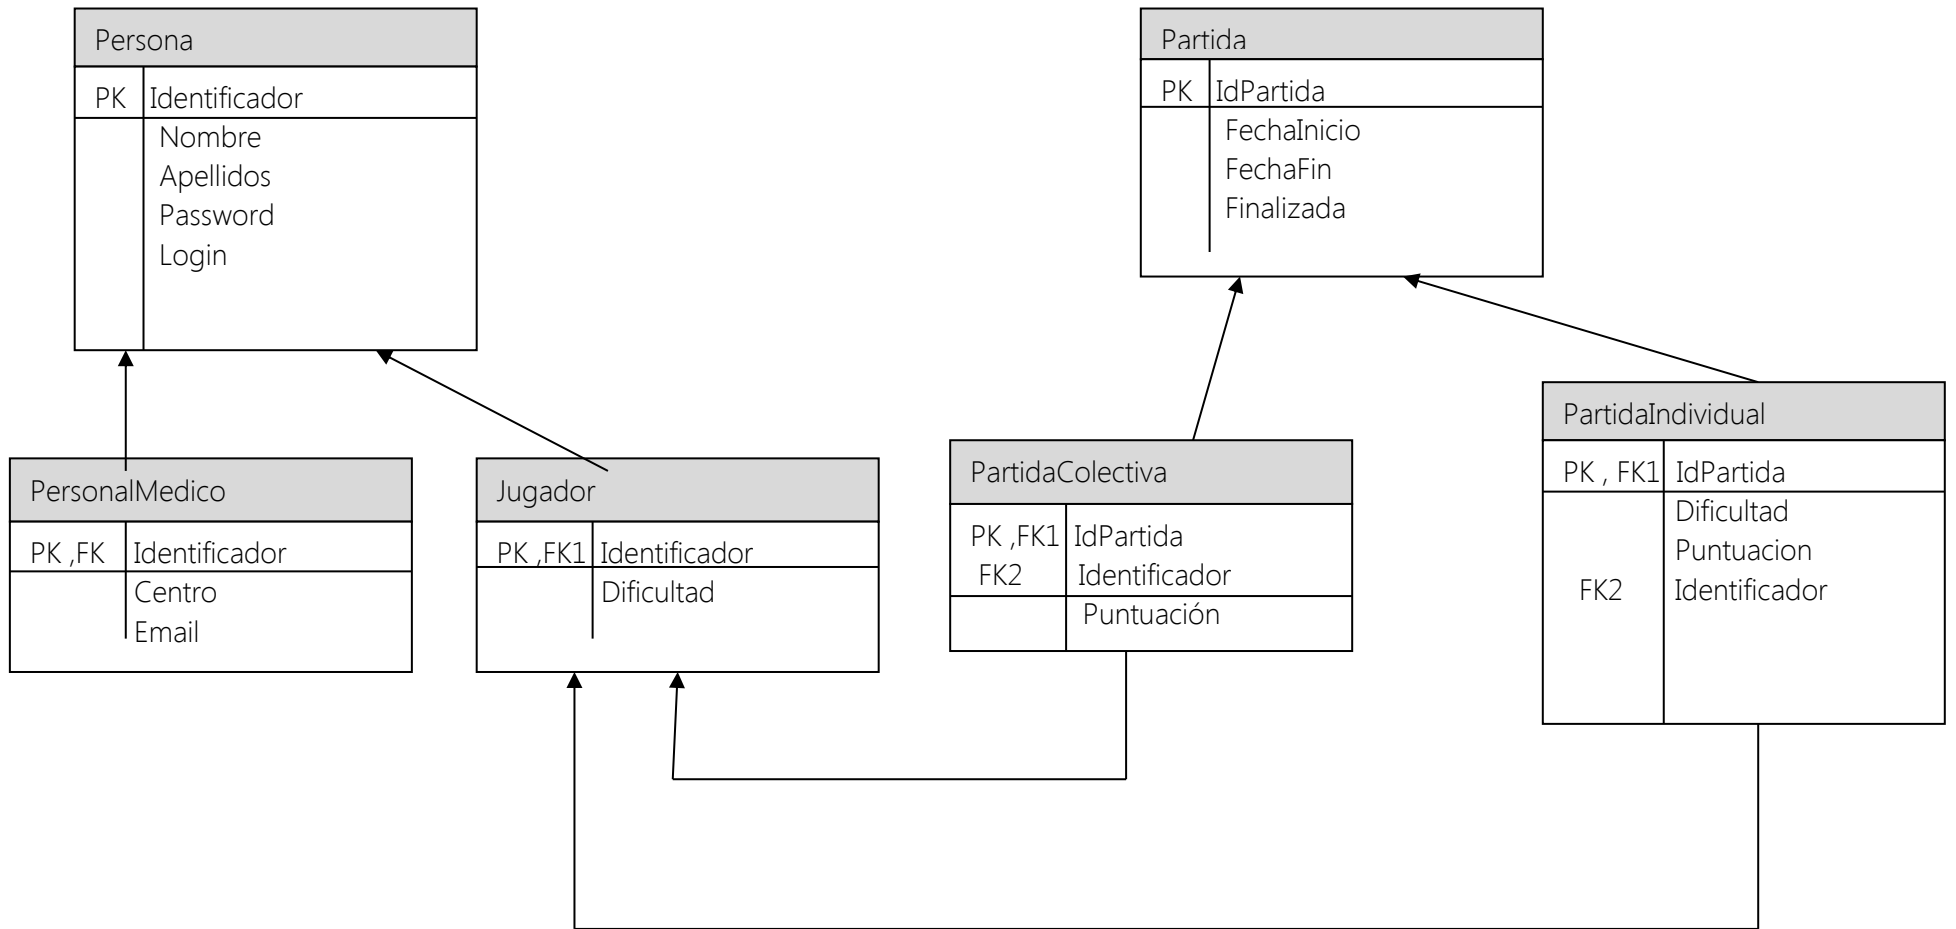 Persona
PK Identificador
Nombre
Apellidos
Password
Login
Partida
PK IdPartida
FechaInicio
FechaFin
Finalizada
PersonalMedico
PK ,FK Identificador
Centro
Email
Jugador
PK ,FK1 Identificador
Dificultad
PartidaColectiva
PK ,FK1 IdPartida
FK2 Identificador
Puntuación
PartidaIndividual
PK , FK1 IdPartida
Dificultad
Puntuacion
FK2 Identificador